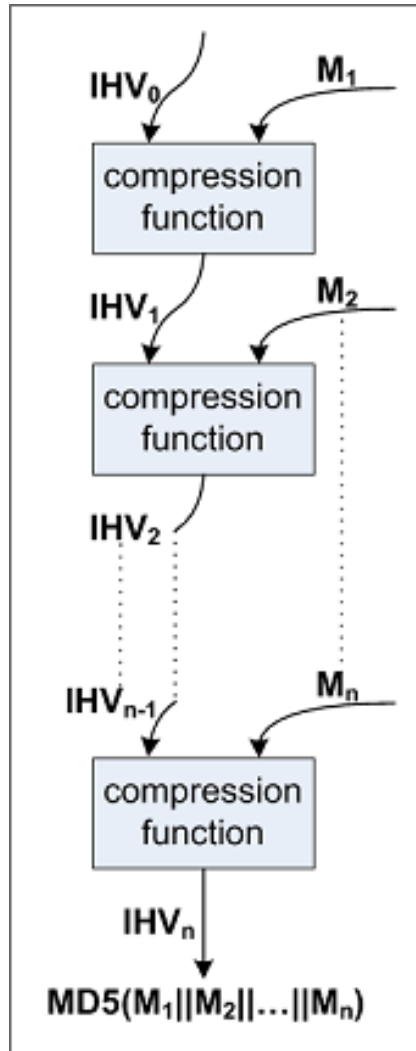 IHV₀
M₁
compression
function
IHV₁
M₂
compression
function
IHV₂
IHVₙ₋₁
Mₙ
compression
function
IHVₙ
MD5(M₁||M₂||...||Mₙ)